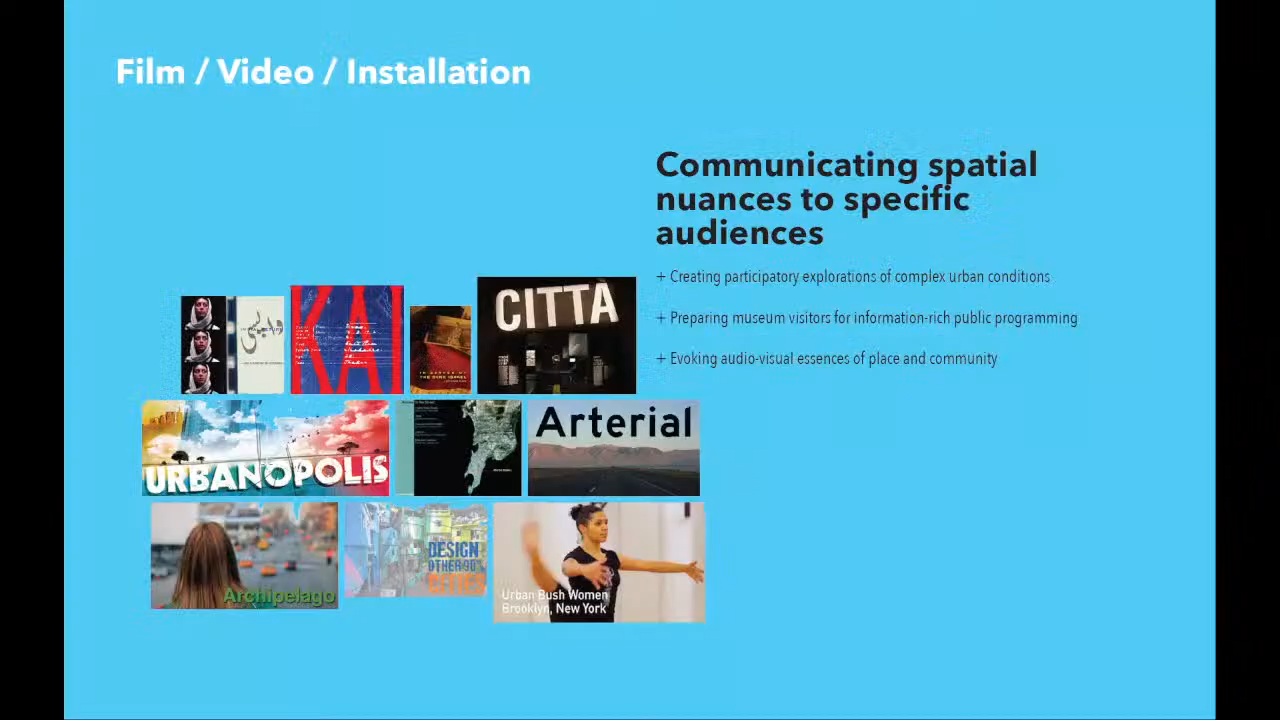 Film / Video / Installation
Communicating spatial
nuances to specific
audiences
+ Creating participatory explorations of complex urban conditions
+ Preparing museum visitors for information-rich public programming
+ Evoking audio-visual essences of place and community
KAI
CITTÀ
URBANOPOLIS
Arterial
Archipelago
DESIGN
OTHER 90%
CITIES
Urban Bush Women
Brooklyn, New York